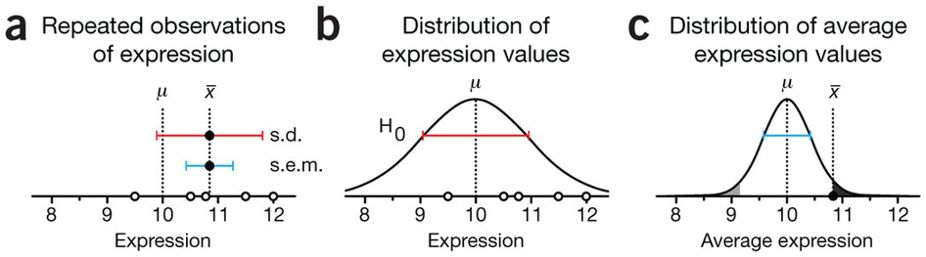 a Repeated observations
of expression
μ x̅
s.d.
s.e.m.
8 9 10 11 12
Expression
b Distribution of
expression values
μ
H0
8 9 10 11 12
Expression
c Distribution of average
expression values
μ x̅
8 9 10 11 12
Average expression